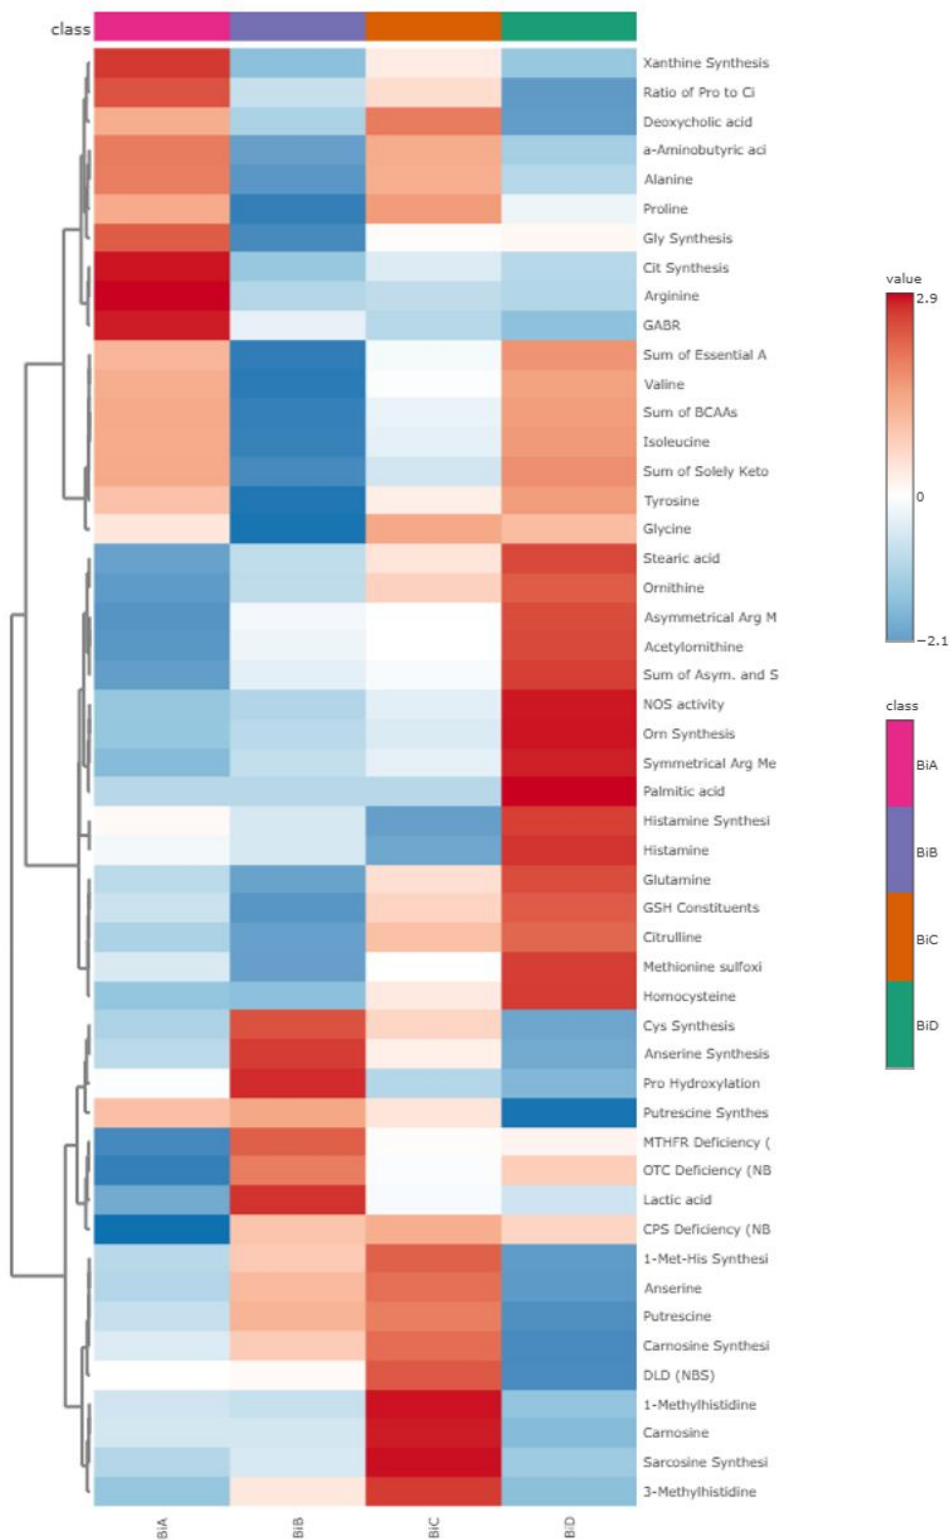 class
Xanthine Synthesis
Ratio of Pro to Ci
Deoxycholic acid
a-Aminobutyric aci
Alanine
Proline
Gly Synthesis
Cit Synthesis
Arginine
GABR
Sum of Essential A
Valine
Sum of BCAAs
Isoleucine
Sum of Solely Keto
Tyrosine
Glycine
Stearic acid
Ornithine
Asymmetrical Arg M
Acetylornithine
Sum of Asym. and S
NOS activity
Orn Synthesis
Symmetrical Arg Me
Palmitic acid
Histamine Synthesi
Histamine
Glutamine
GSH Constituents
Citrulline
Methionine sulfoxi
Homocysteine
Cys Synthesis
Anserine Synthesis
Pro Hydroxylation
Putrescine Synthes
MTHFR Deficiency (
OTC Deficiency (NB
Lactic acid
CPS Deficiency (NB
1-Met-His Synthesi
Anserine
Putrescine
Carnosine Synthesi
DLD (NBS)
1-Methylhistidine
Carnosine
Sarcosine Synthesi
3-Methylhistidine
BiA
BiB
BiC
BiD
value
2.9
0
−2.1
class
BiA
BiB
BiC
BiD